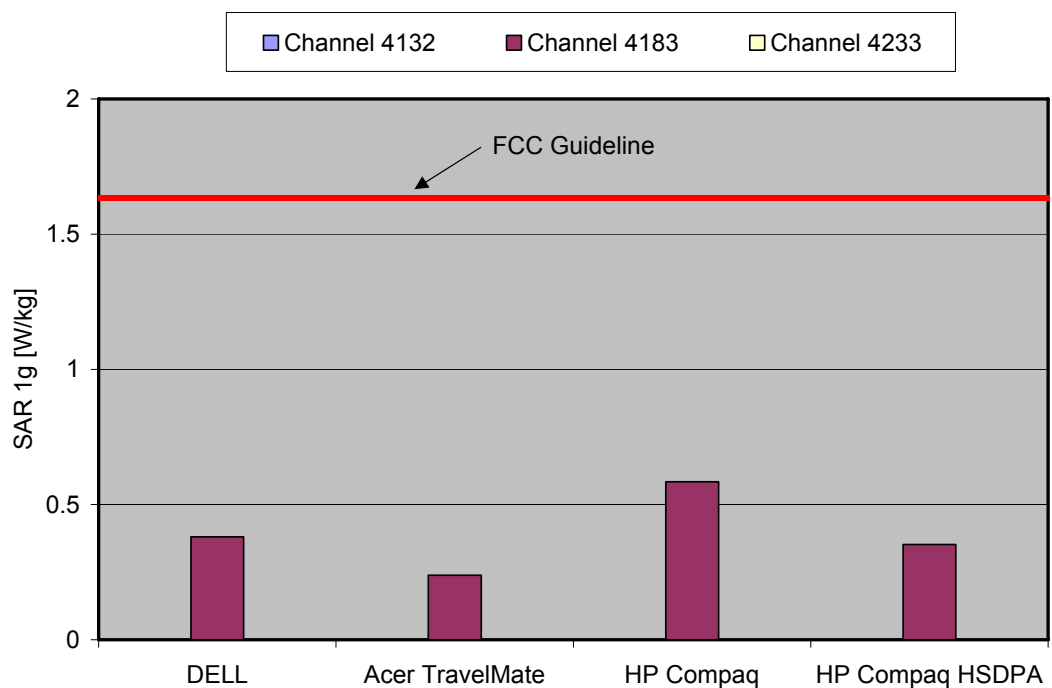 Channel 4132 Channel 4183 Channel 4233
2
FCC Guideline
1.5
SAR 1g [W/kg]
1
0.5
0
DELL Acer TravelMate HP Compaq HP Compaq HSDPA